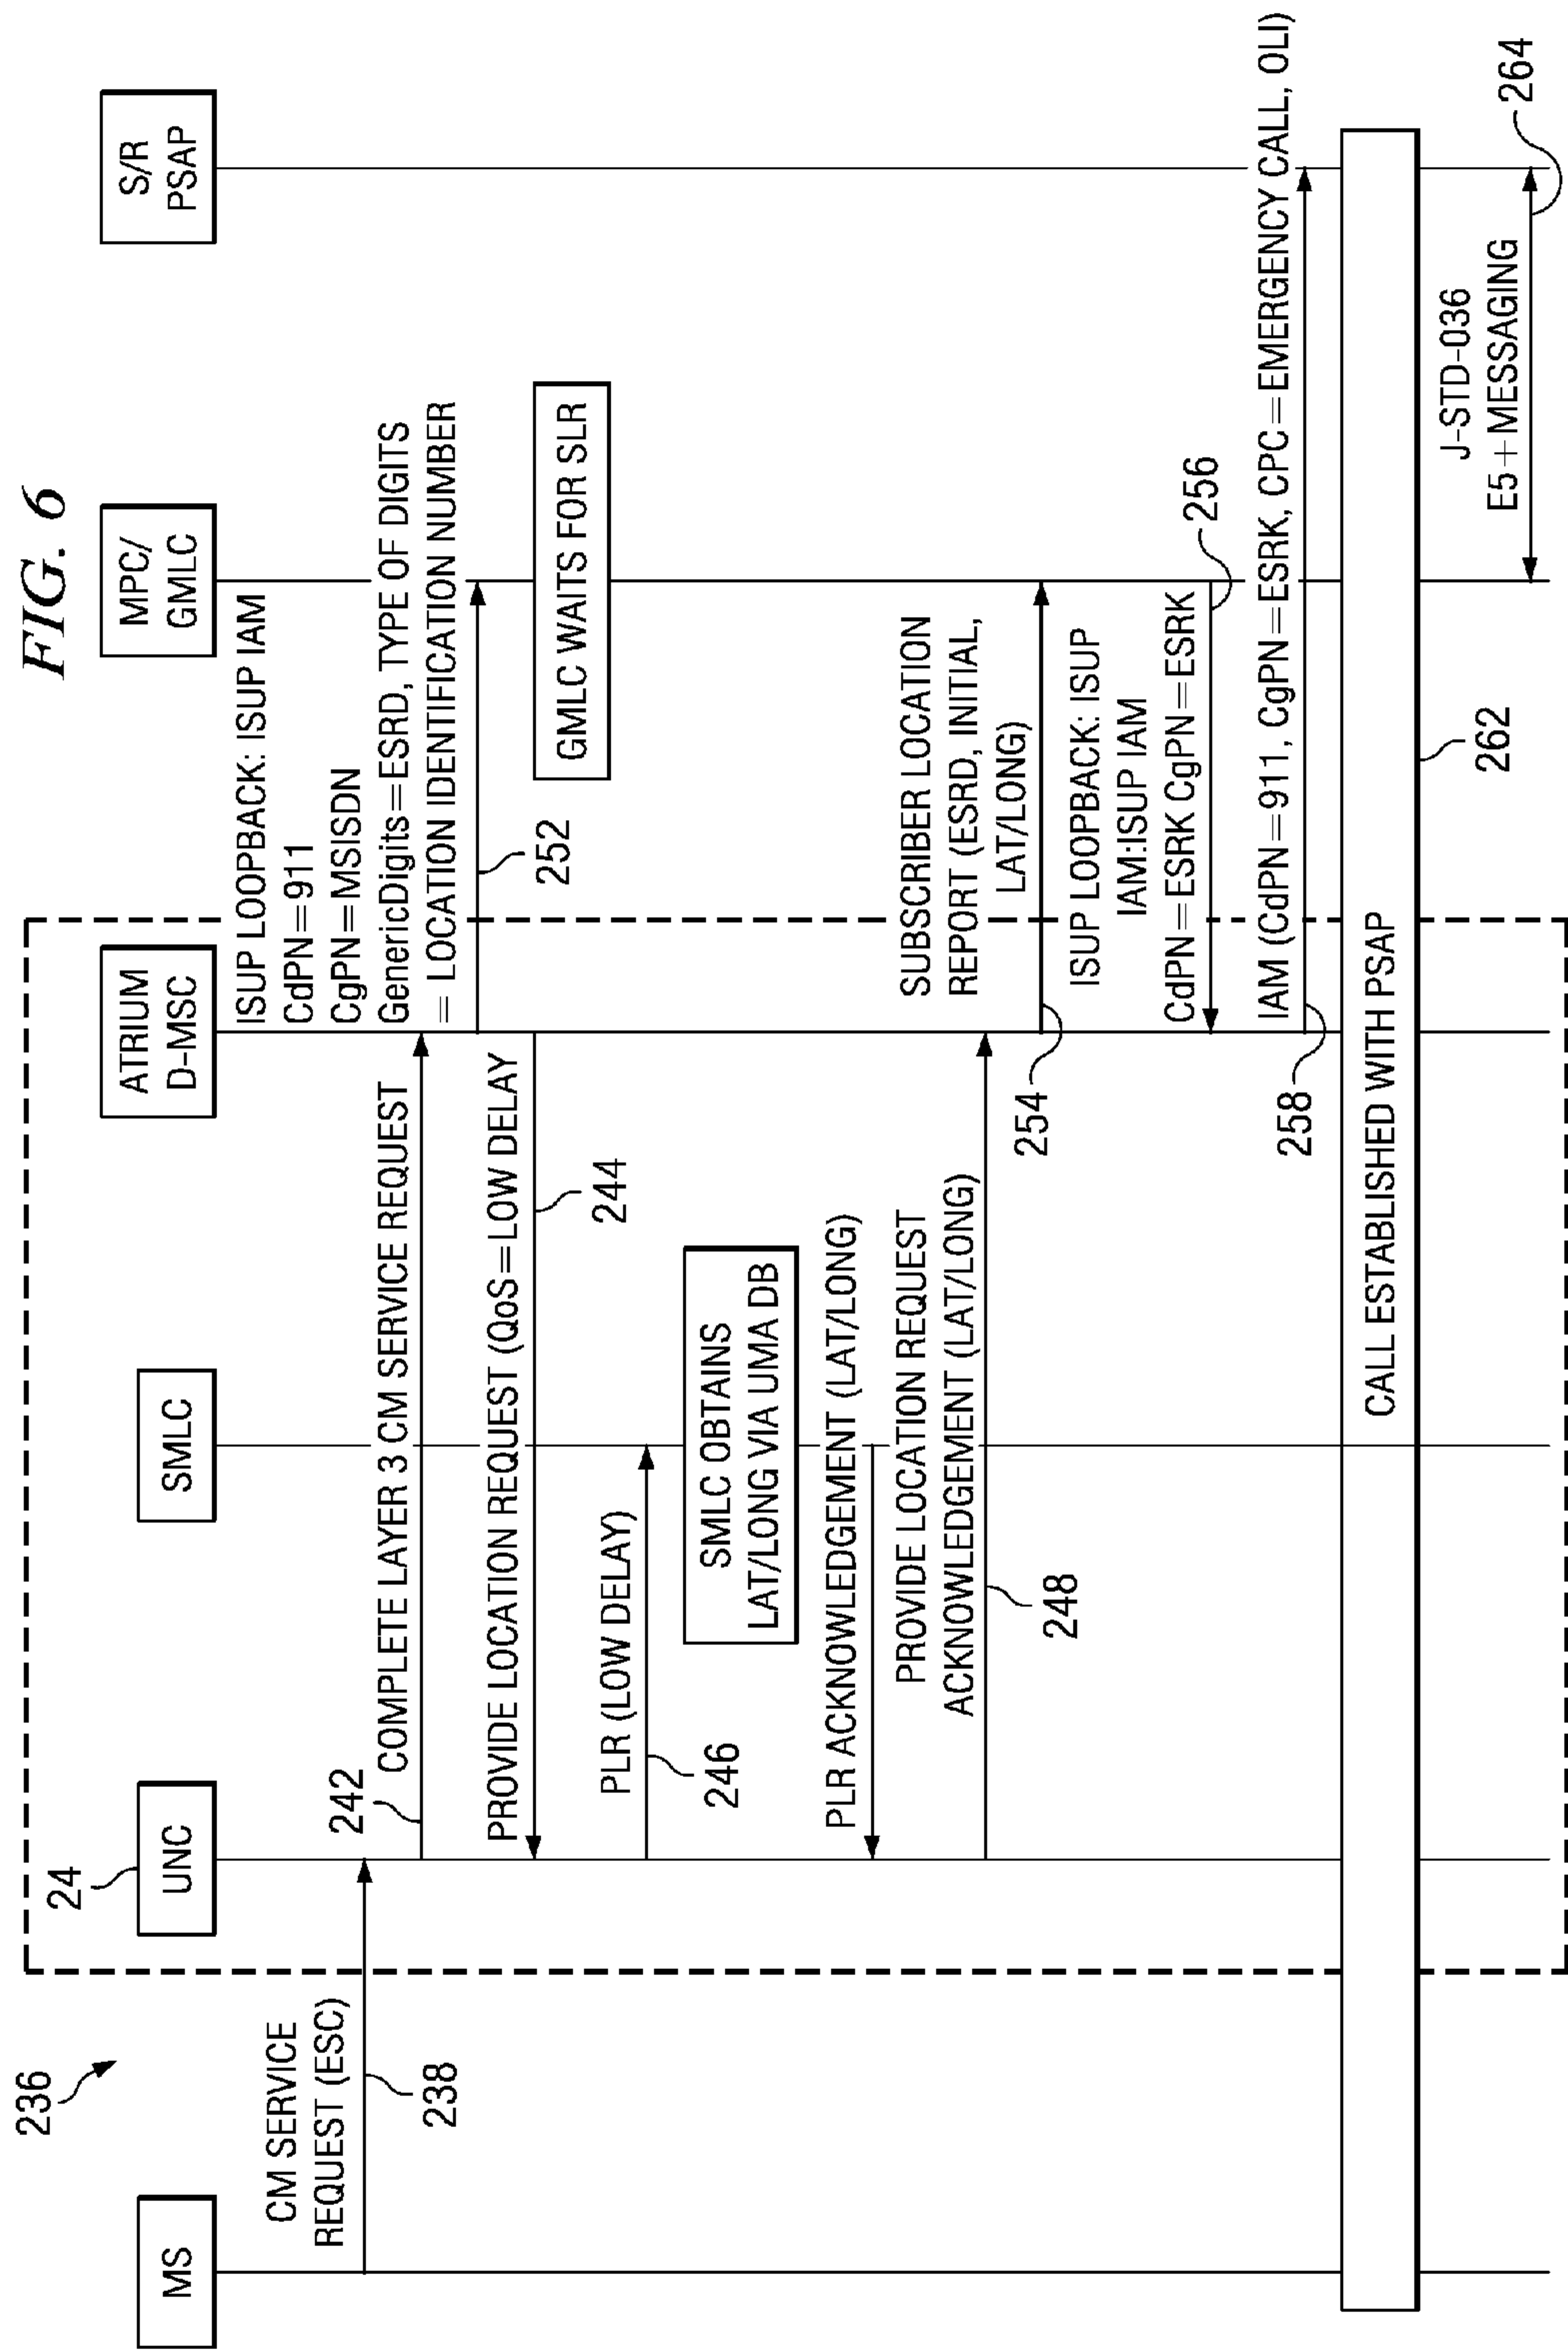 FIG. 6
236
24
MS
UNC
SMLC
ATRIUM
D-MSC
MPC/
GMLC
S/R
PSAP
CM SERVICE
REQUEST (ESC)
238
242
COMPLETE LAYER 3 CM SERVICE REQUEST
ISUP LOOPBACK: ISUP IAM
CdPN=911
CgPN=MSISDN
GenericDigits=ESRD, TYPE OF DIGITS
= LOCATION IDENTIFICATION NUMBER
252
PROVIDE LOCATION REQUEST (QoS=LOW DELAY
244
GMLC WAITS FOR SLR
PLR (LOW DELAY)
246
SMLC OBTAINS
LAT/LONG VIA UMA DB
PLR ACKNOWLEDGEMENT (LAT/LONG)
PROVIDE LOCATION REQUEST
ACKNOWLEDGEMENT (LAT/LONG)
248
SUBSCRIBER LOCATION
REPORT (ESRD, INITIAL,
LAT/LONG)
254
ISUP LOOPBACK: ISUP
IAM:ISUP IAM
CdPN=ESRK CgPN=ESRK
256
IAM (CdPN=911, CgPN=ESRK, CPC=EMERGENCY CALL, OLI)
258
CALL ESTABLISHED WITH PSAP
262
J-STD-036
E5+MESSAGING
264